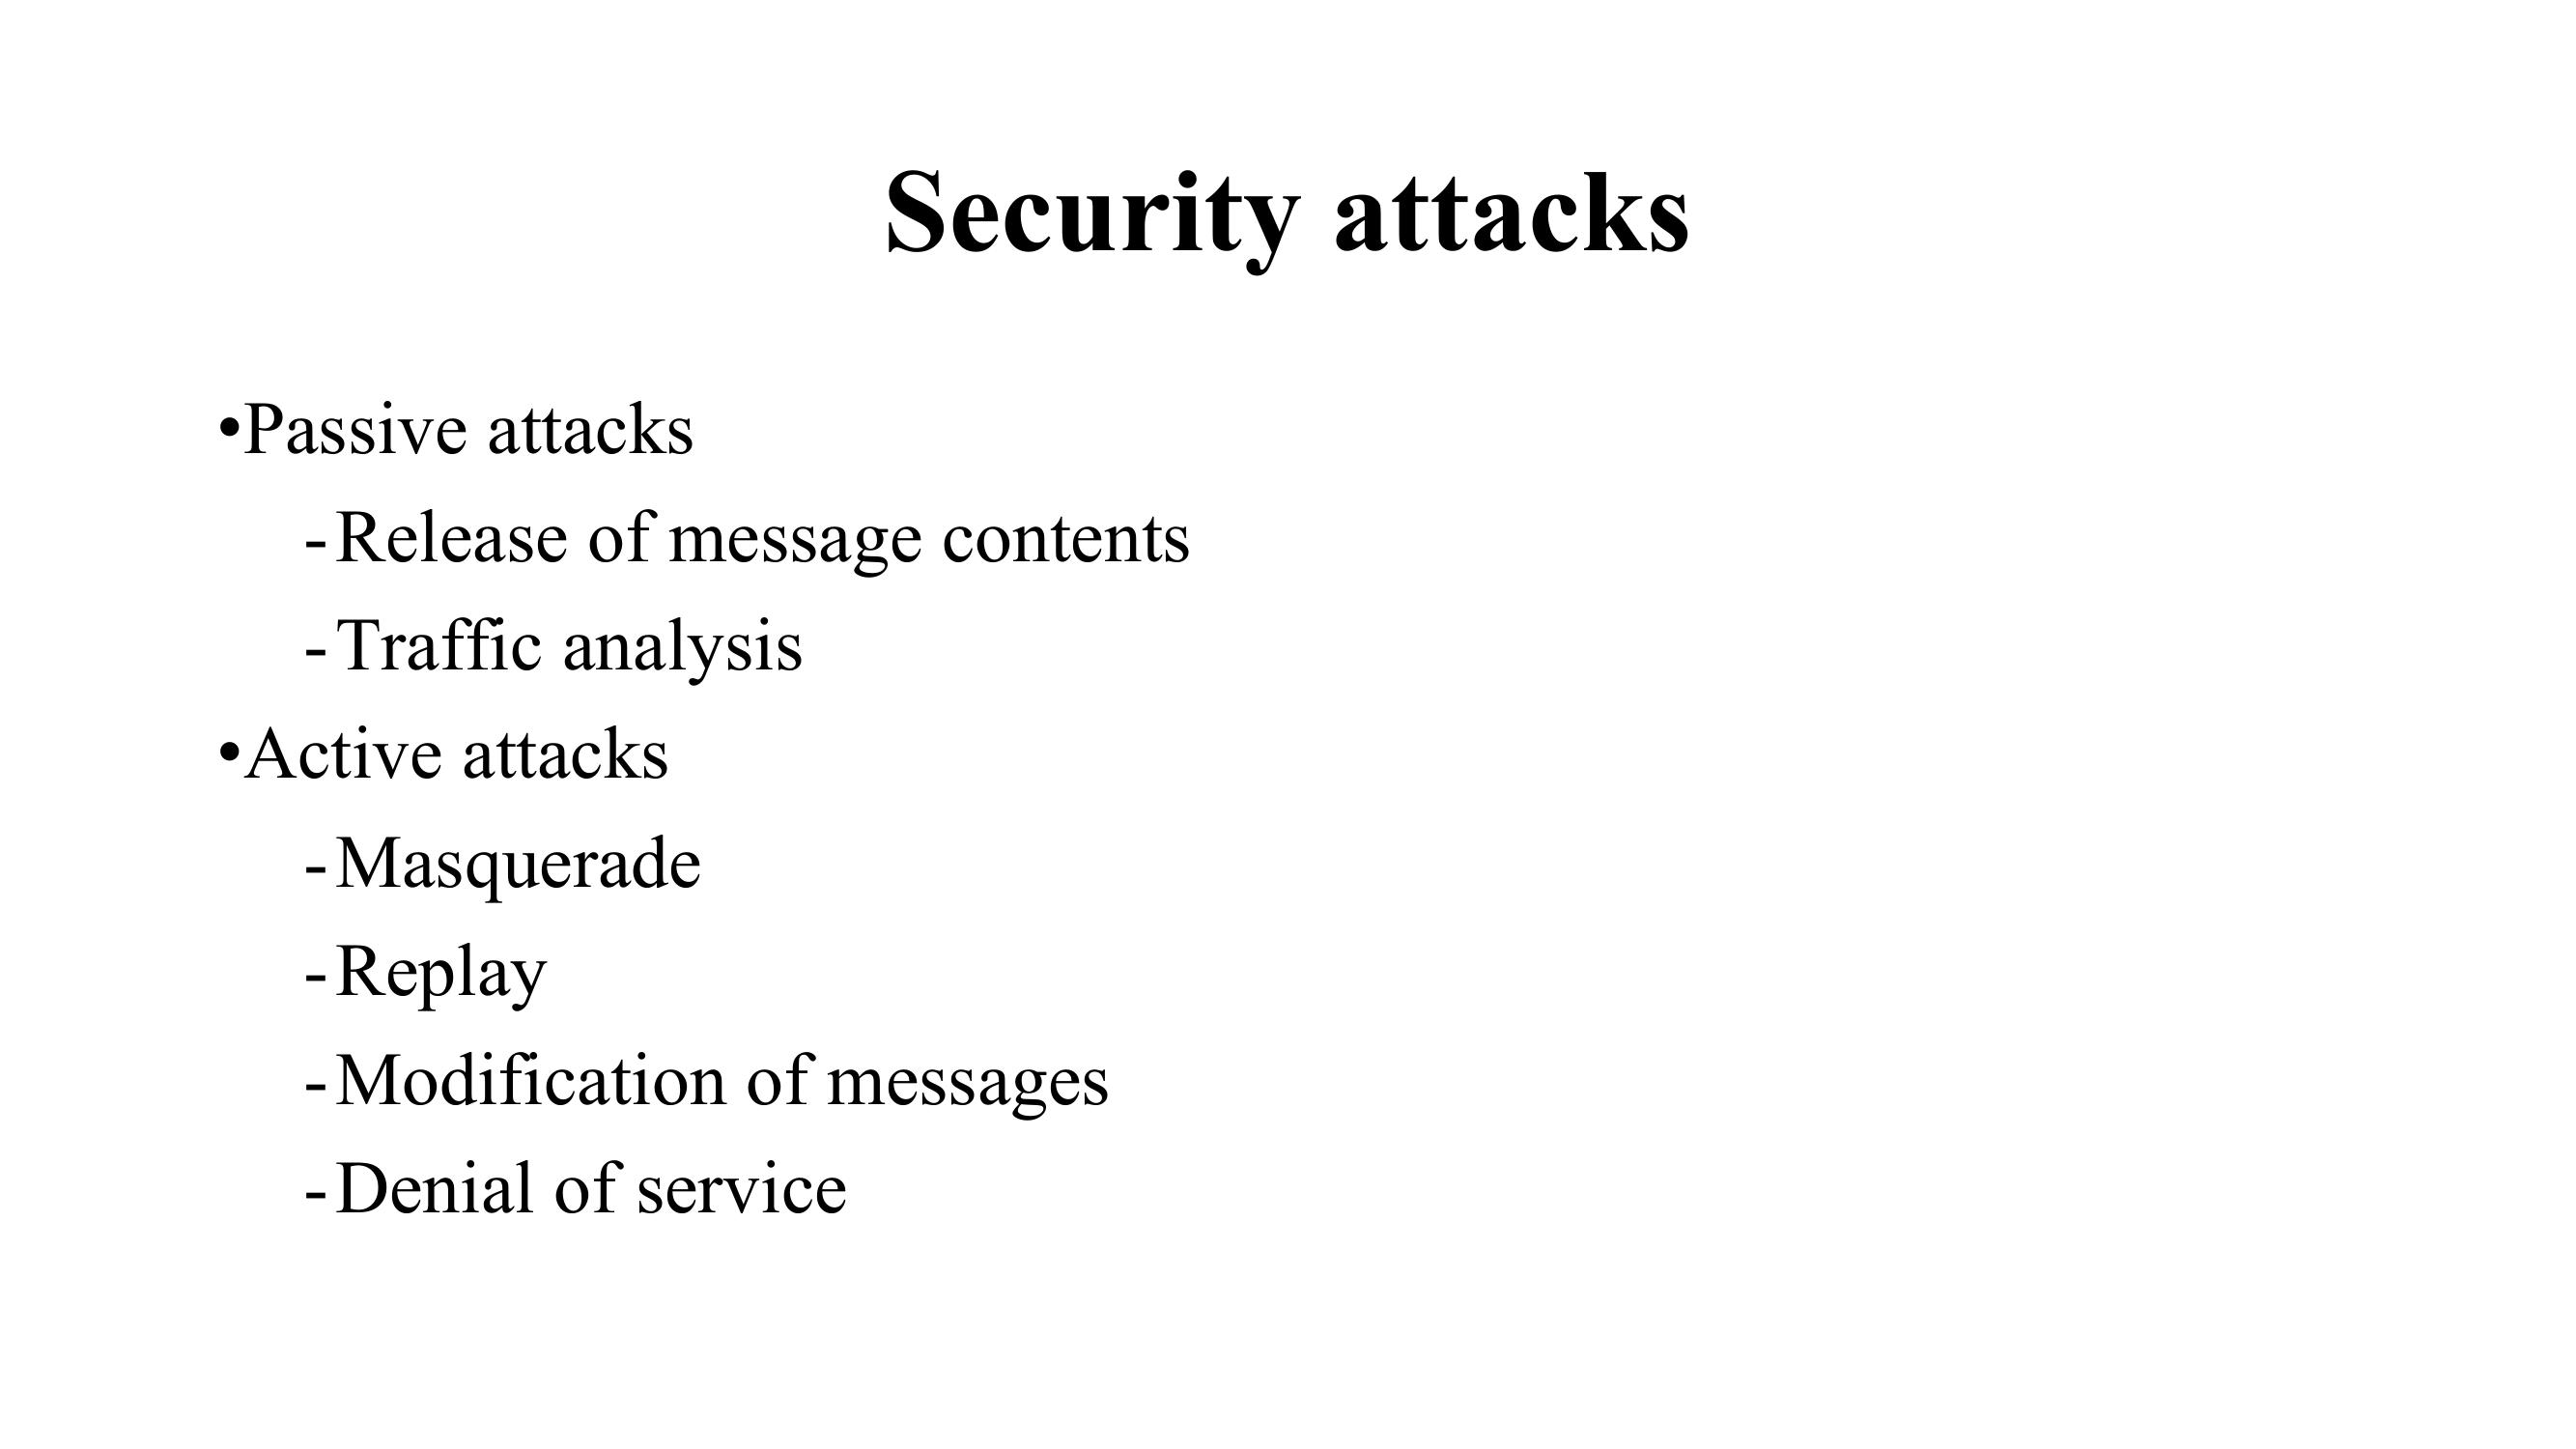 Security attacks
•Passive attacks
-Release of message contents
-Traffic analysis
•Active attacks
-Masquerade
-Replay
-Modification of messages
-Denial of service